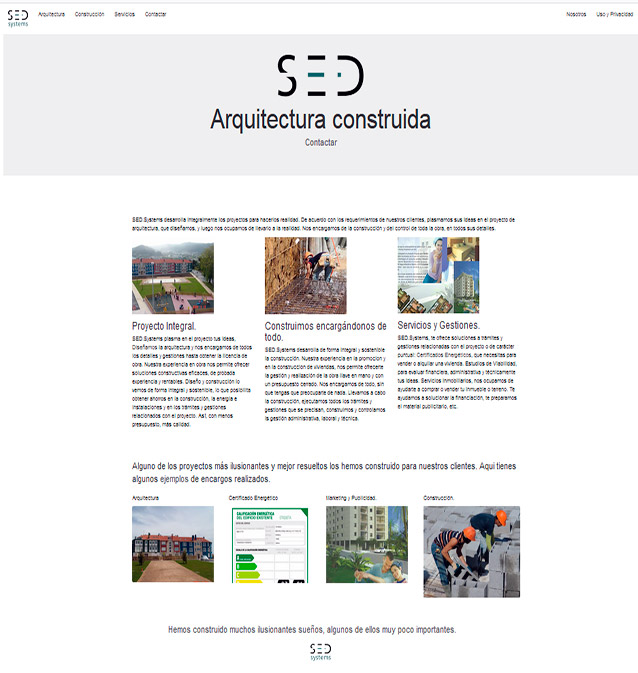 SED
systems
Arquitectura Construcción Servicios Contactar Nosotros Uso y Privacidad
SED
Arquitectura construida
Contactar
SED.Systems desarrolla integralmente los proyectos para hacerlos realidad. De acuerdo con los requerimientos de nuestros clientes, plasmamos sus ideas en el proyecto de
arquitectura, que diseñamos, y luego nos ocupamos de llevarlo a la realidad. Nos encargamos de la construcción y del control de toda la obra, en todos sus detalles.
Proyecto Integral.
SED.Systems plasma en el proyecto tus ideas.
Diseñamos la arquitectura y nos encargamos de todos
los detalles y gestiones hasta obtener la licencia de
obra. Nuestra experiencia en obra nos permite ofrecer
soluciones constructivas eficaces, de probada
experiencia y rentables. Diseño y construcción lo
vemos de forma integral y sostenible, lo que posibilita
obtener ahorros en la construcción, la energía e
instalaciones y en los trámites y gestiones
relacionados con el proyecto. Así, con menos
presupuesto, más calidad.
Construimos encargándonos de
todo.
SED.Systems desarrolla de forma integral y sostenible
la construcción. Nuestra experiencia en la promoción y
en la construcción de viviendas, nos permite ofrecerte
la gestión y realización de la obra llave en mano y con
un presupuesto cerrado. Nos encargamos de todo, sin
que tengas que preocuparte de nada. Llevamos a cabo
la construcción, ejecutamos todos los trámites y
gestiones que se precisan, construimos y controlamos
la gestión administrativa, laboral y técnica.
Servicios y Gestiones.
SED.Systems, te ofrece soluciones a trámites y
gestiones relacionadas con el proyecto o de carácter
puntual: Certificados Energéticos, que necesitas para
vender o alquilar una vivienda. Estudios de Viabilidad,
para evaluar financiera, administrativa y técnicamente
tus ideas. Servicios Inmobiliarios, nos ocupamos de
ayudarte a comprar o vender tu inmueble o terreno. Te
ayudamos a solucionar la financiación, te preparamos
el material publicitario, etc.
Alguno de los proyectos más ilusionantes y mejor resueltos los hemos construido para nuestros clientes. Aqui tienes
algunos ejemplos de encargos realizados.
Arquitectura Certificado Energético Marketing y Publicidad. Construcción.
CALIFICACIÓN ENERGÉTICA
DEL EDIFICIO EXISTENTE
ETIQUETA
Hemos construido muchos ilusionantes sueños, algunos de ellos muy poco importantes.
SED
systems